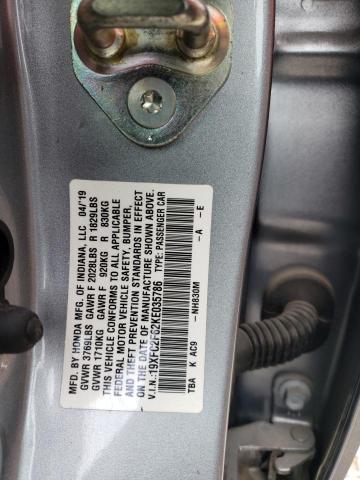 MFD. BY HONDA MFG. OF INDIANA, LLC 04/19
GVWR 3769LBS GAWR F 2028LBS R 1829LBS
GVWR 1710KG GAWR F 920KG R 830KG
THIS VEHICLE CONFORMS TO ALL APPLICABLE
FEDERAL MOTOR VEHICLE SAFETY, BUMPER,
AND THEFT PREVENTION STANDARDS IN EFFECT
ON THE DATE OF MANUFACTURE SHOWN ABOVE.
V.I.N.:19XFC2F62KE035786 TYPE: PASSENGER CAR
NH830M -A -E
TBA K AC9